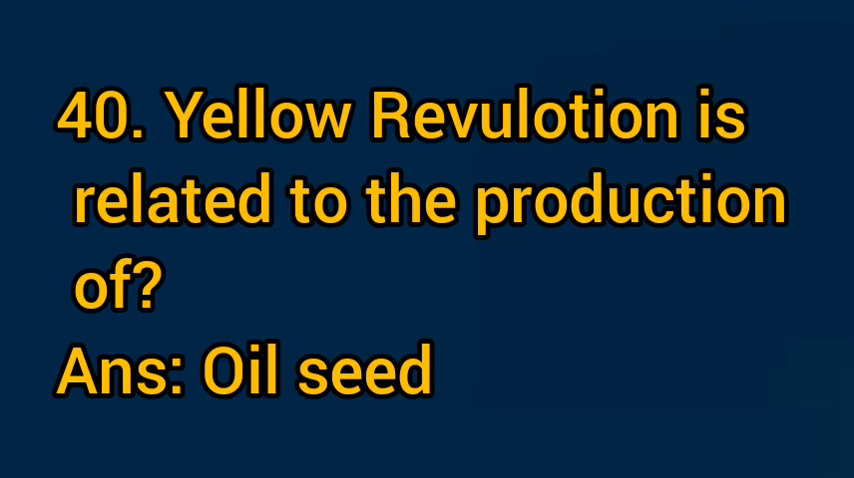 40. Yellow Revulotion is
related to the production
of?
Ans: Oil seed